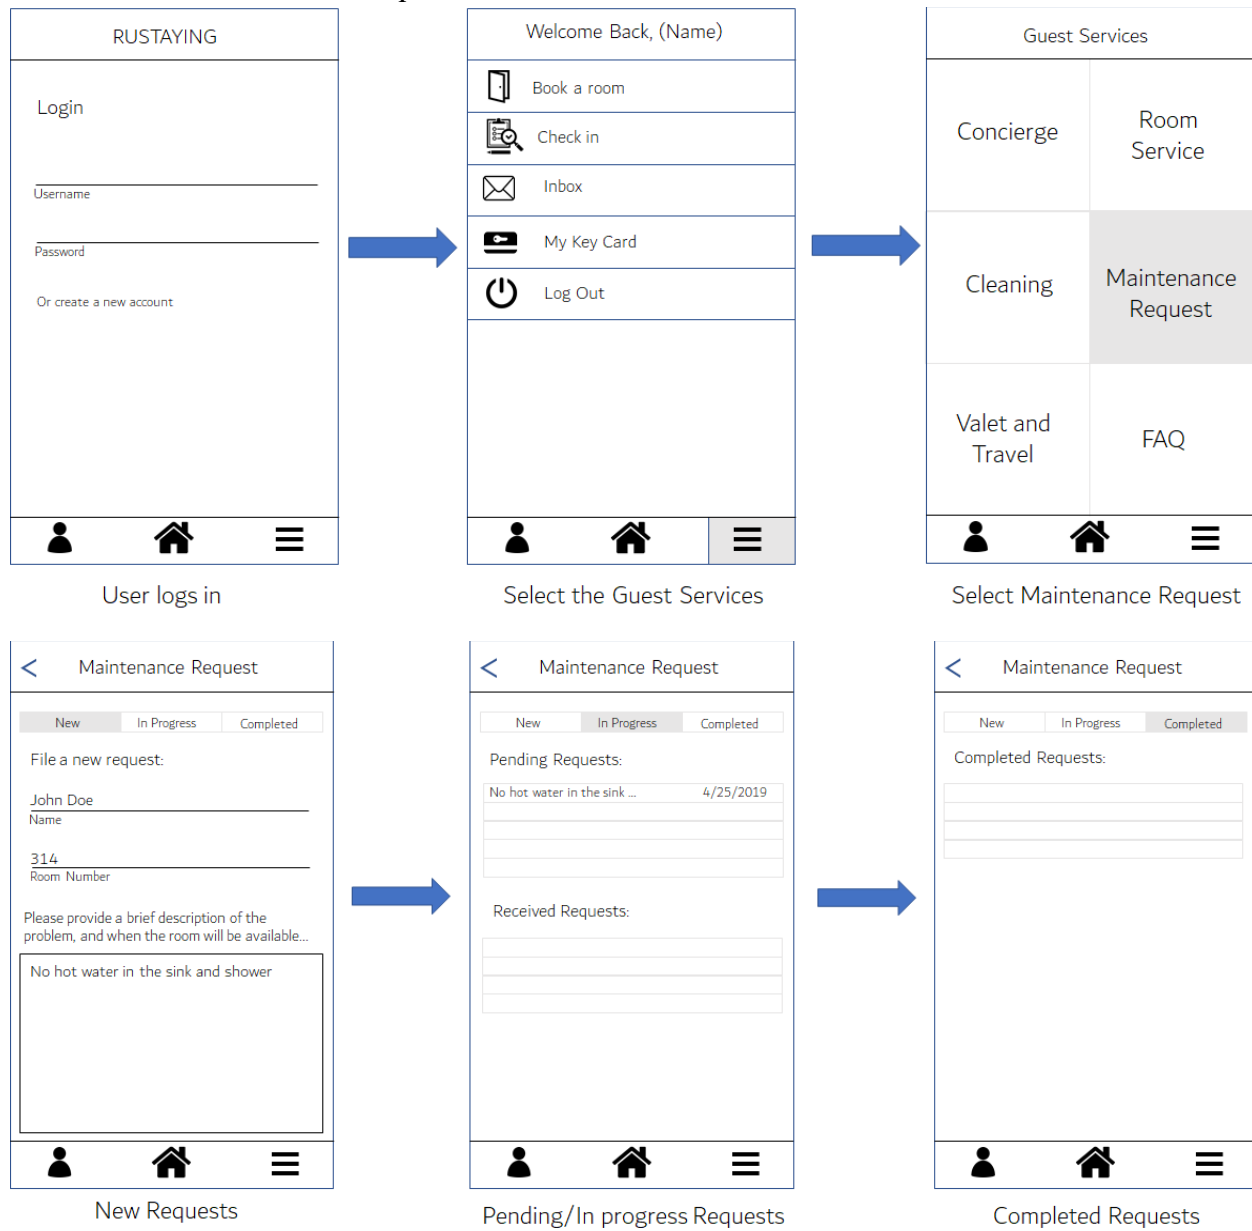 RUSTAYING
Login
Username
Password
Or create a new account
User logs in
Welcome Back, (Name)
Book a room
Check in
Inbox
My Key Card
Log Out
Select the Guest Services
Guest Services
Concierge
Room
Service
Cleaning
Maintenance
Request
Valet and
Travel
FAQ
Select Maintenance Request
< Maintenance Request
New In Progress Completed
File a new request:
John Doe
Name
314
Room Number
Please provide a brief description of the
problem, and when the room will be available...
No hot water in the sink and shower
New Requests
< Maintenance Request
New In Progress Completed
Pending Requests:
No hot water in the sink ... 4/25/2019
Received Requests:
Pending/In progress Requests
< Maintenance Request
New In Progress Completed
Completed Requests:
Completed Requests